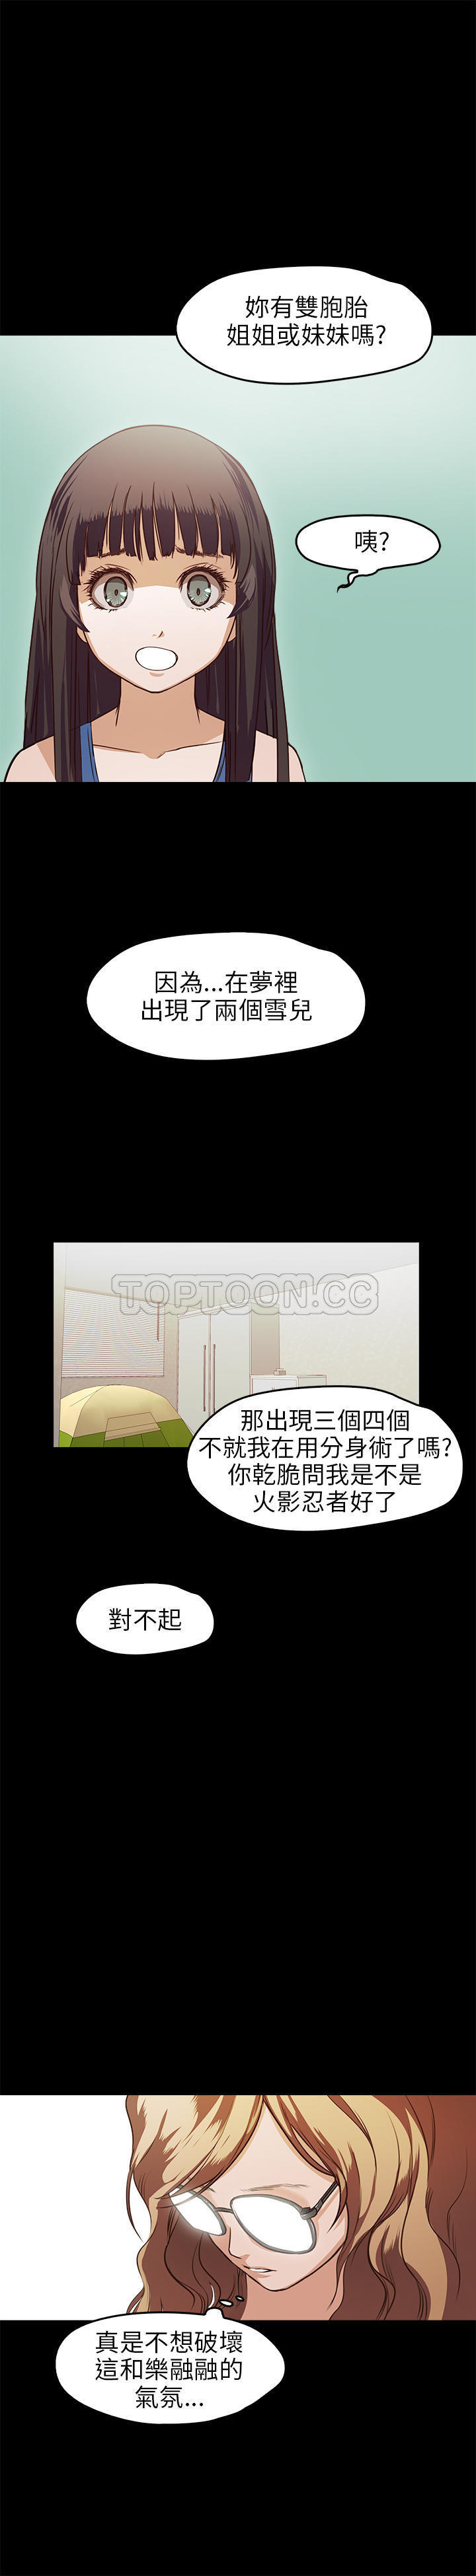 妳有雙胞胎
姐姐或妹妹嗎?
咦?
因為...在夢裡
出現了兩個雪兒
TOPTOON.CC
那出現三個四個
不就我在用分身術了嗎?
你乾脆問我是不是
火影忍者好了
對不起
真是不想破壞
這和樂融融的
氣氛...